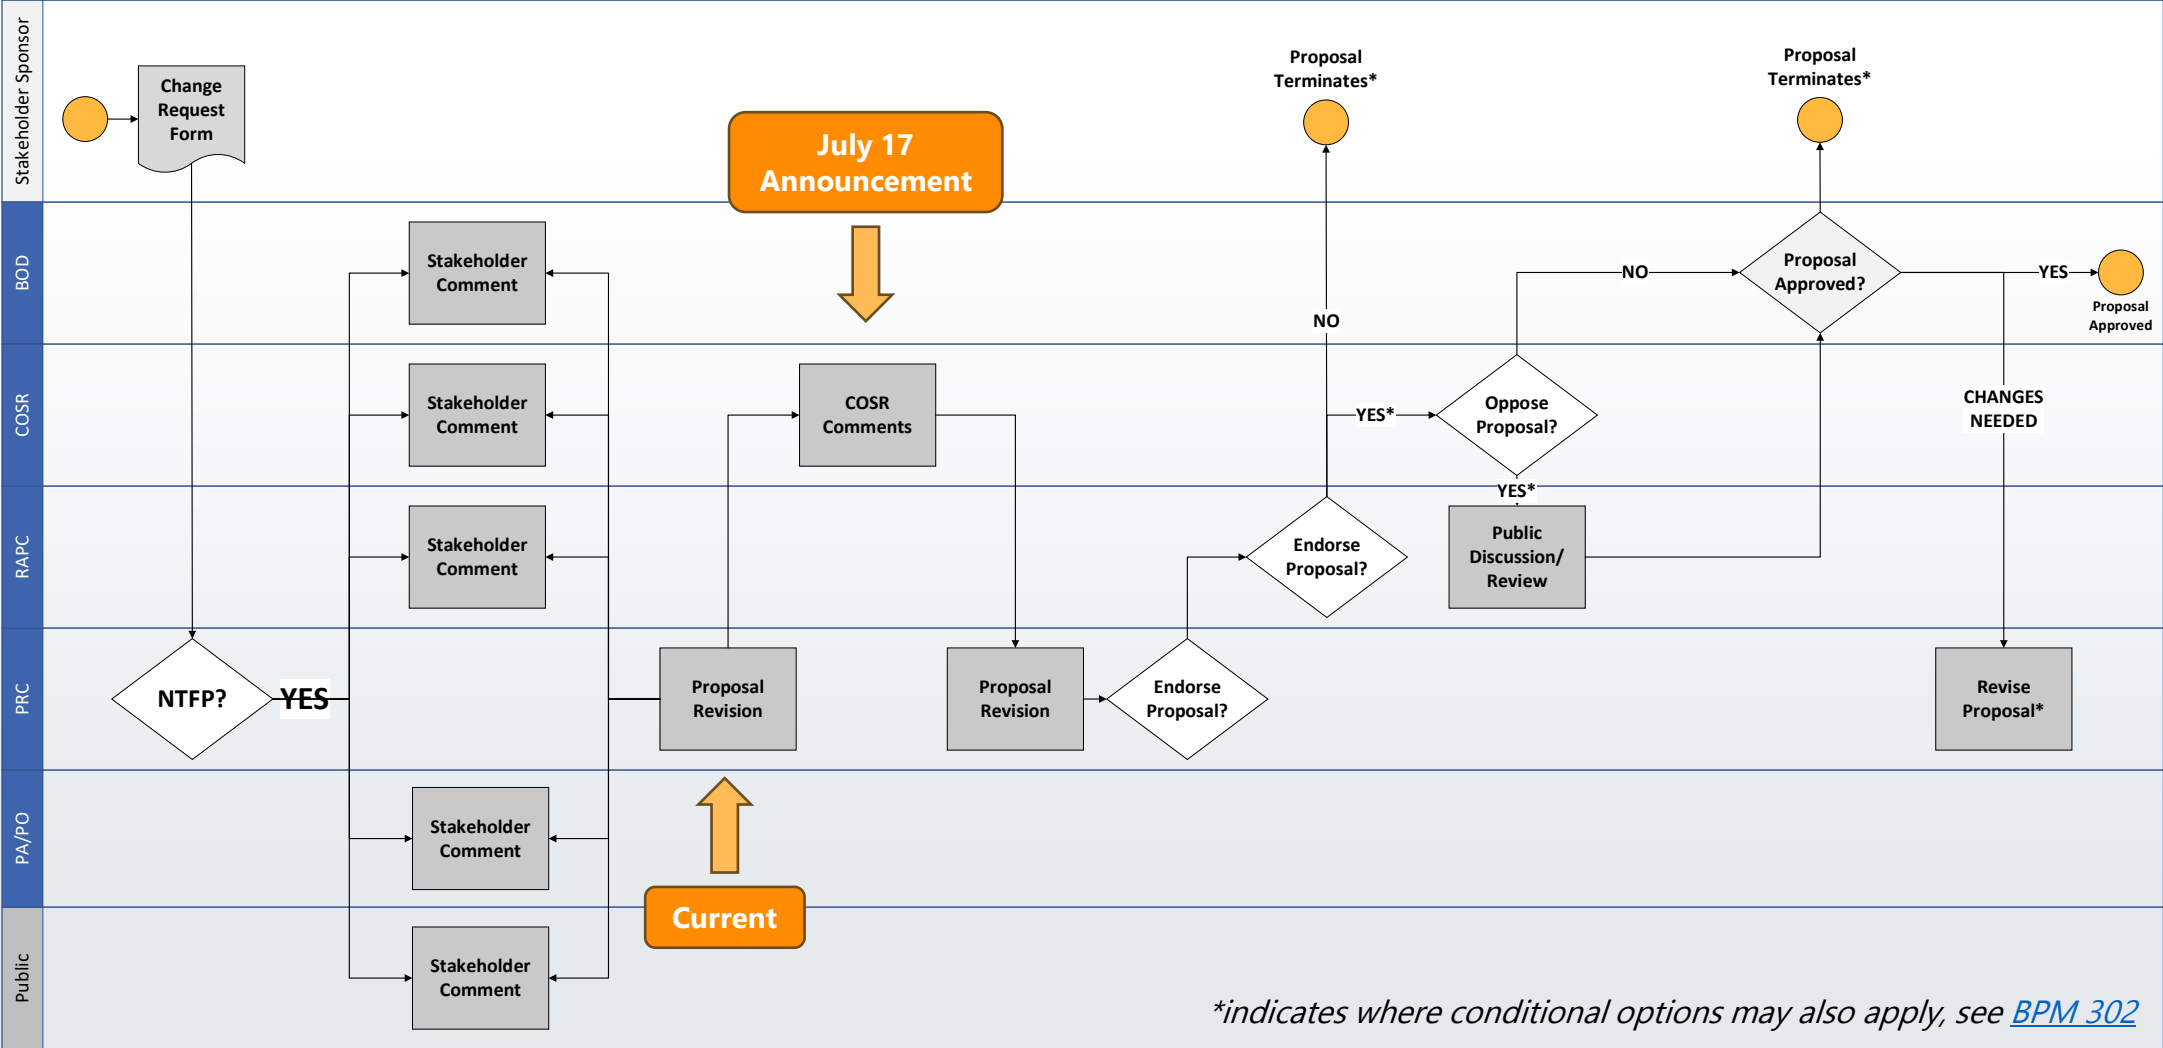 Stakeholder Sponsor
Change
Request
Form
July 17
Announcement
Proposal
Terminates*
Proposal
Terminates*
BOD
Stakeholder
Comment
NO
NO
Proposal
Approved?
YES
Proposal
Approved
COSR
Stakeholder
Comment
COSR
Comments
YES*
Oppose
Proposal?
CHANGES
NEEDED
YES*
RAPC
Stakeholder
Comment
Endorse
Proposal?
Public
Discussion/
Review
PRC
NTFP?
YES
Proposal
Revision
Proposal
Revision
Endorse
Proposal?
Revise
Proposal*
PA/PO
Stakeholder
Comment
Current
Public
Stakeholder
Comment
*indicates where conditional options may also apply, see BPM 302